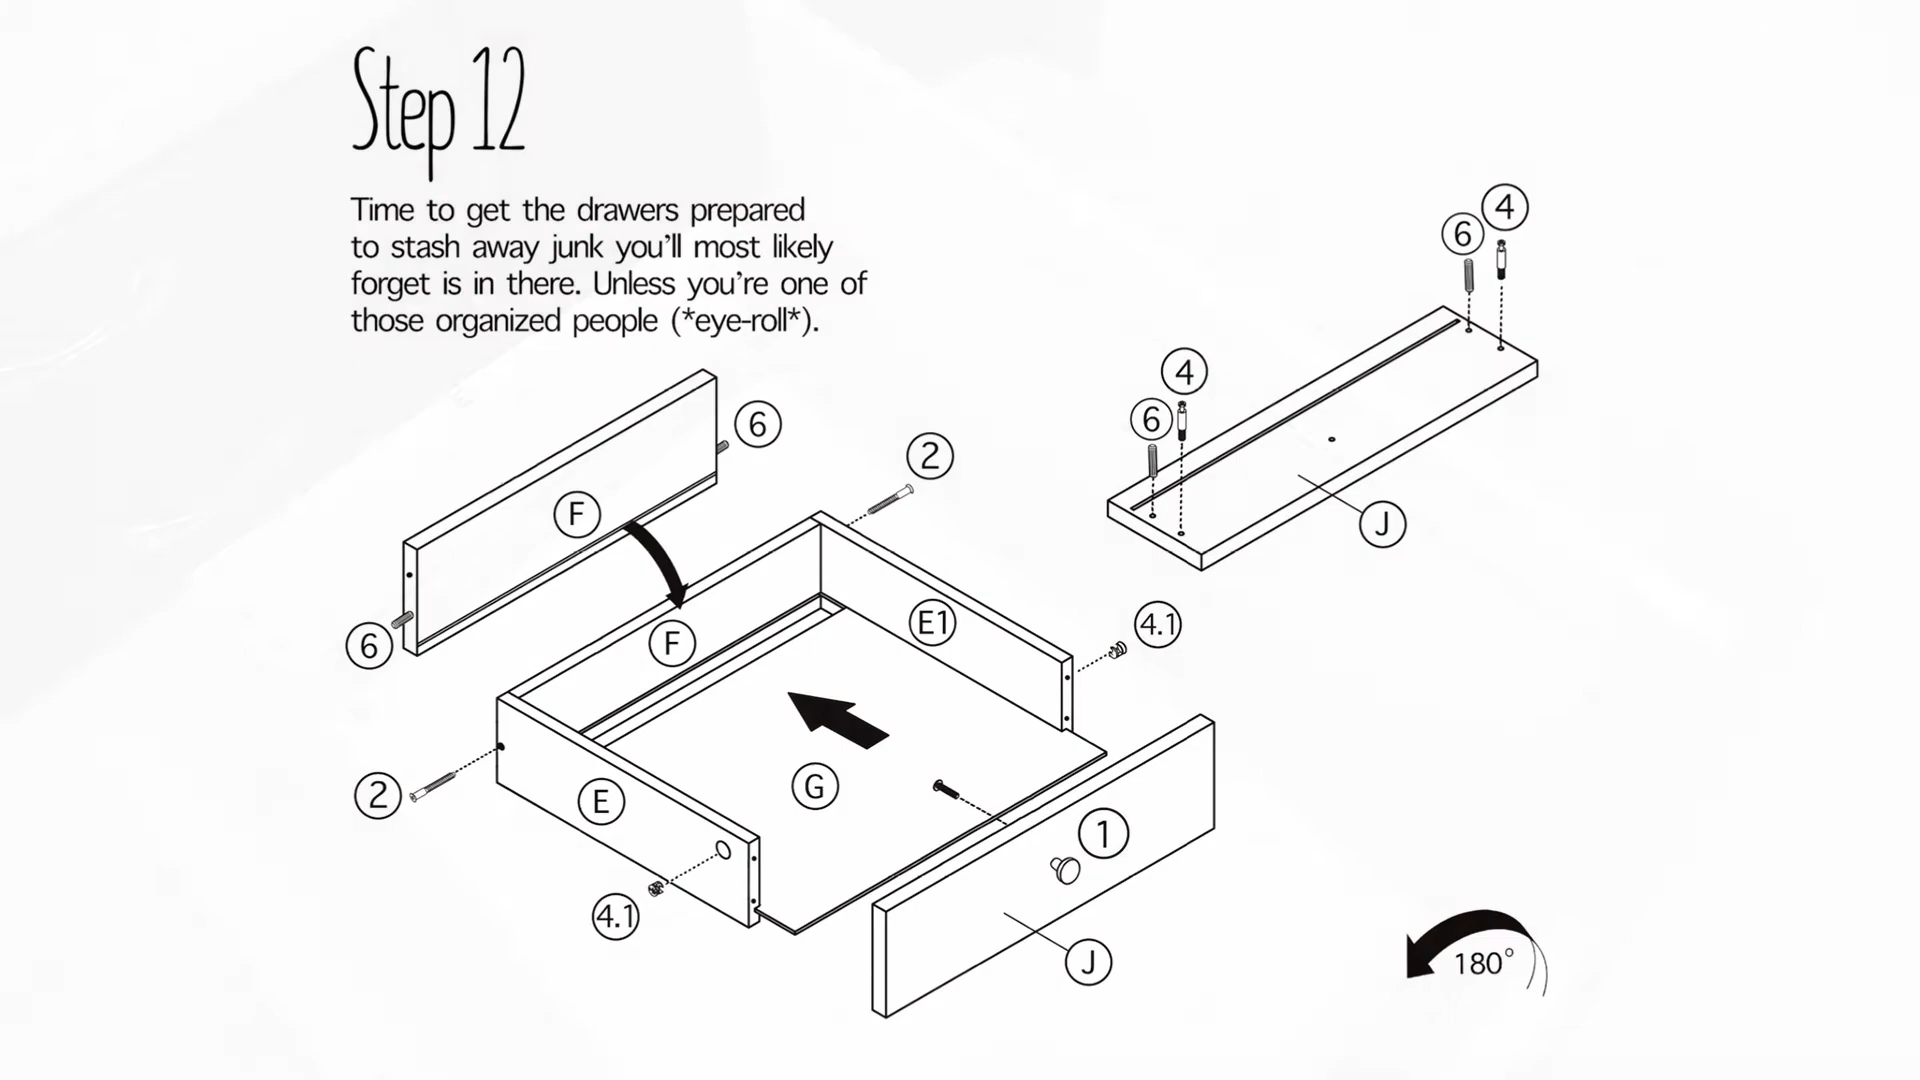 Step 12
Time to get the drawers prepared
to stash away junk you'll most likely
forget is in there. Unless you're one of
those organized people (*eye-roll*).
4
6
4
6
J
6
F
6
2
F
E1
4.1
2
E
G
1
4.1
J
180°